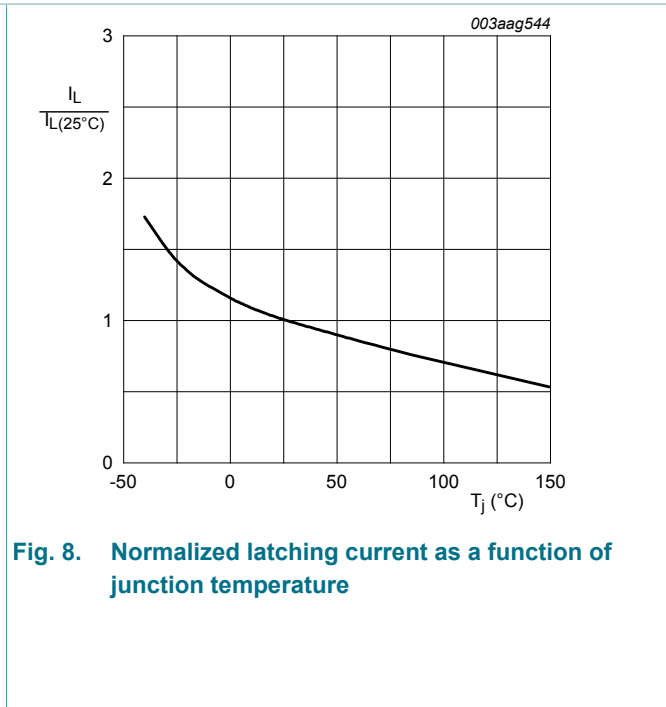 003aag544
3
I_L
I_L(25°C)
2
1
0
-50 0 50 100 150
T_j (°C)
Fig. 8. Normalized latching current as a function of
junction temperature